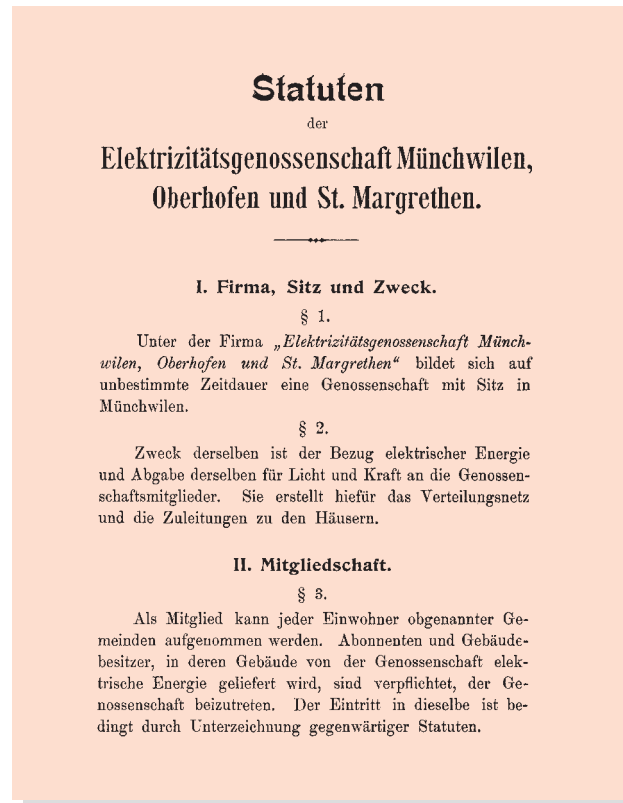 Statuten
der
Elektrizitätsgenossenschaft Münchwilen,
Oberhofen und St. Margrethen.
I. Firma, Sitz und Zweck.
§ 1.
Unter der Firma „Elektrizitätsgenossenschaft Münch-
wilen, Oberhofen und St. Margrethen“ bildet sich auf
unbestimmte Zeitdauer eine Genossenschaft mit Sitz in
Münchwilen.
§ 2.
Zweck derselben ist der Bezug elektrischer Energie
und Abgabe derselben für Licht und Kraft an die Genossen-
schaftsmitglieder. Sie erstellt hiefür das Verteilungsnetz
und die Zuleitungen zu den Häusern.
II. Mitgliedschaft.
§ 3.
Als Mitglied kann jeder Einwohner obgenannter Ge-
meinden aufgenommen werden. Abonnenten und Gebäude-
besitzer, in deren Gebäude von der Genossenschaft elek-
trische Energie geliefert wird, sind verpflichtet, der Ge-
nossenschaft beizutreten. Der Eintritt in dieselbe ist be-
dingt durch Unterzeichnung gegenwärtiger Statuten.